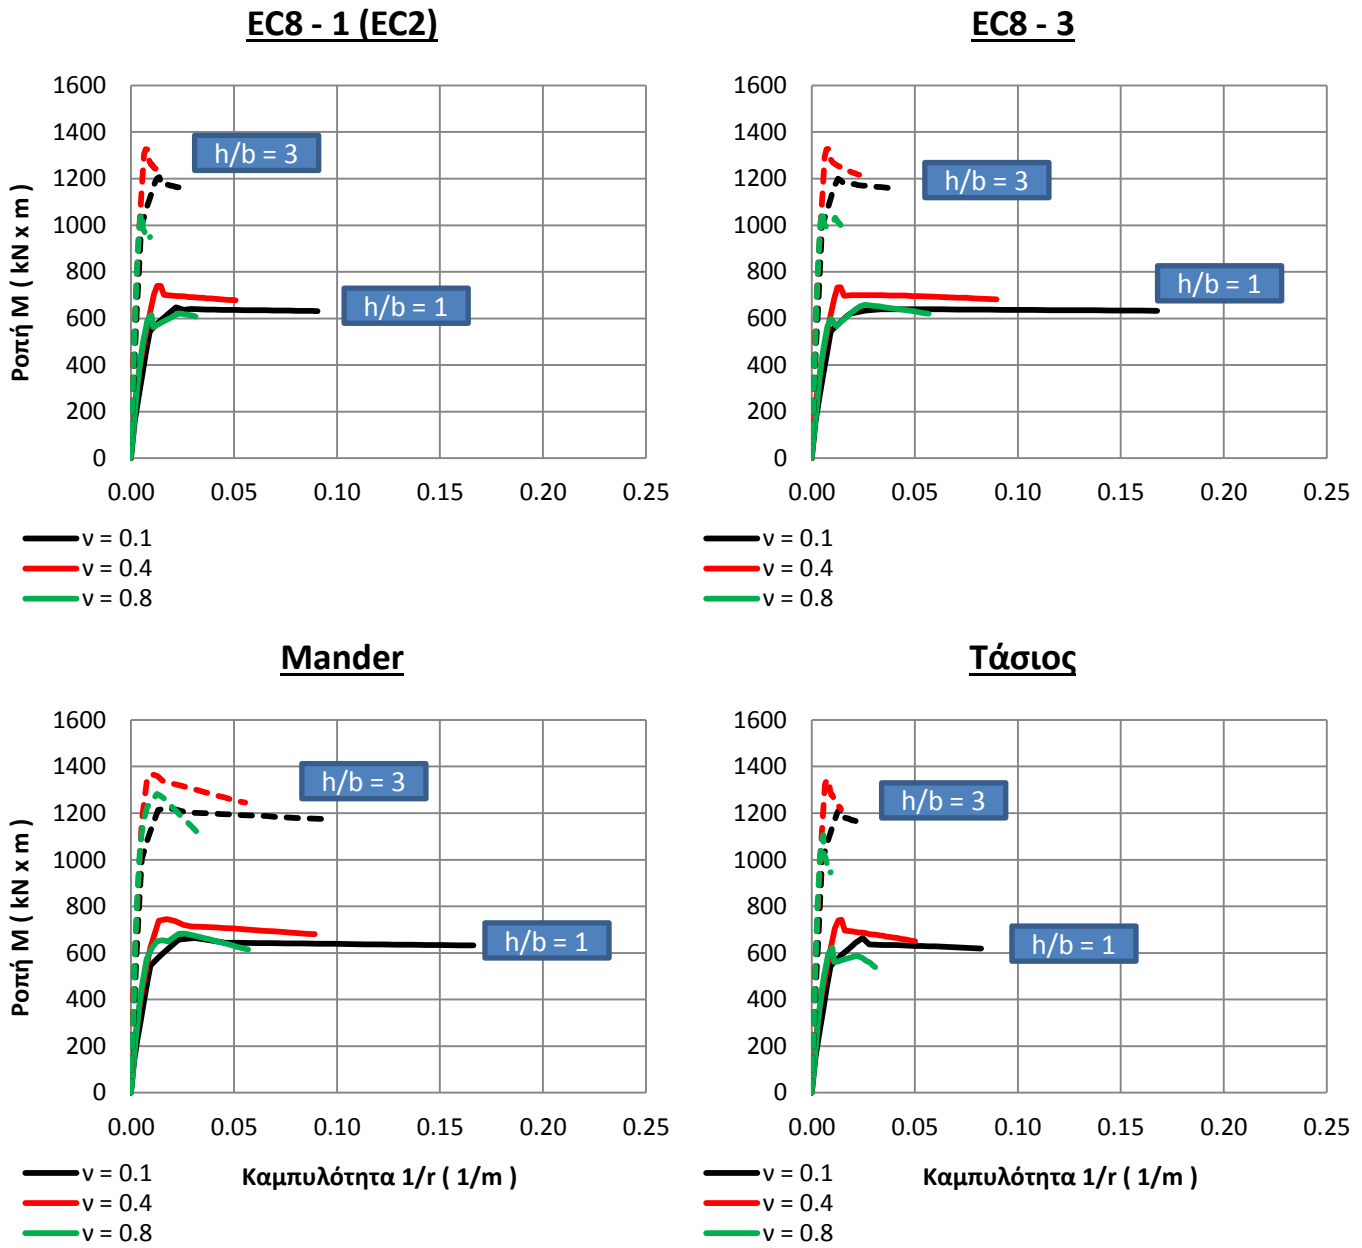 EC8 - 1 (EC2)
1600
1400
1200
1000
800
600
400
200
0
Ροπή M ( kN x m )
h/b = 3
h/b = 1
0.00 0.05 0.10 0.15 0.20 0.25
ν = 0.1
ν = 0.4
ν = 0.8
EC8 - 3
1600
1400
1200
1000
800
600
400
200
0
h/b = 3
h/b = 1
0.00 0.05 0.10 0.15 0.20 0.25
ν = 0.1
ν = 0.4
ν = 0.8
Mander
1600
1400
1200
1000
800
600
400
200
0
Ροπή M ( kN x m )
h/b = 3
h/b = 1
0.00 0.05 0.10 0.15 0.20 0.25
Καμπυλότητα 1/r ( 1/m )
ν = 0.1
ν = 0.4
ν = 0.8
Τάσιος
1600
1400
1200
1000
800
600
400
200
0
h/b = 3
h/b = 1
0.00 0.05 0.10 0.15 0.20 0.25
Καμπυλότητα 1/r ( 1/m )
ν = 0.1
ν = 0.4
ν = 0.8